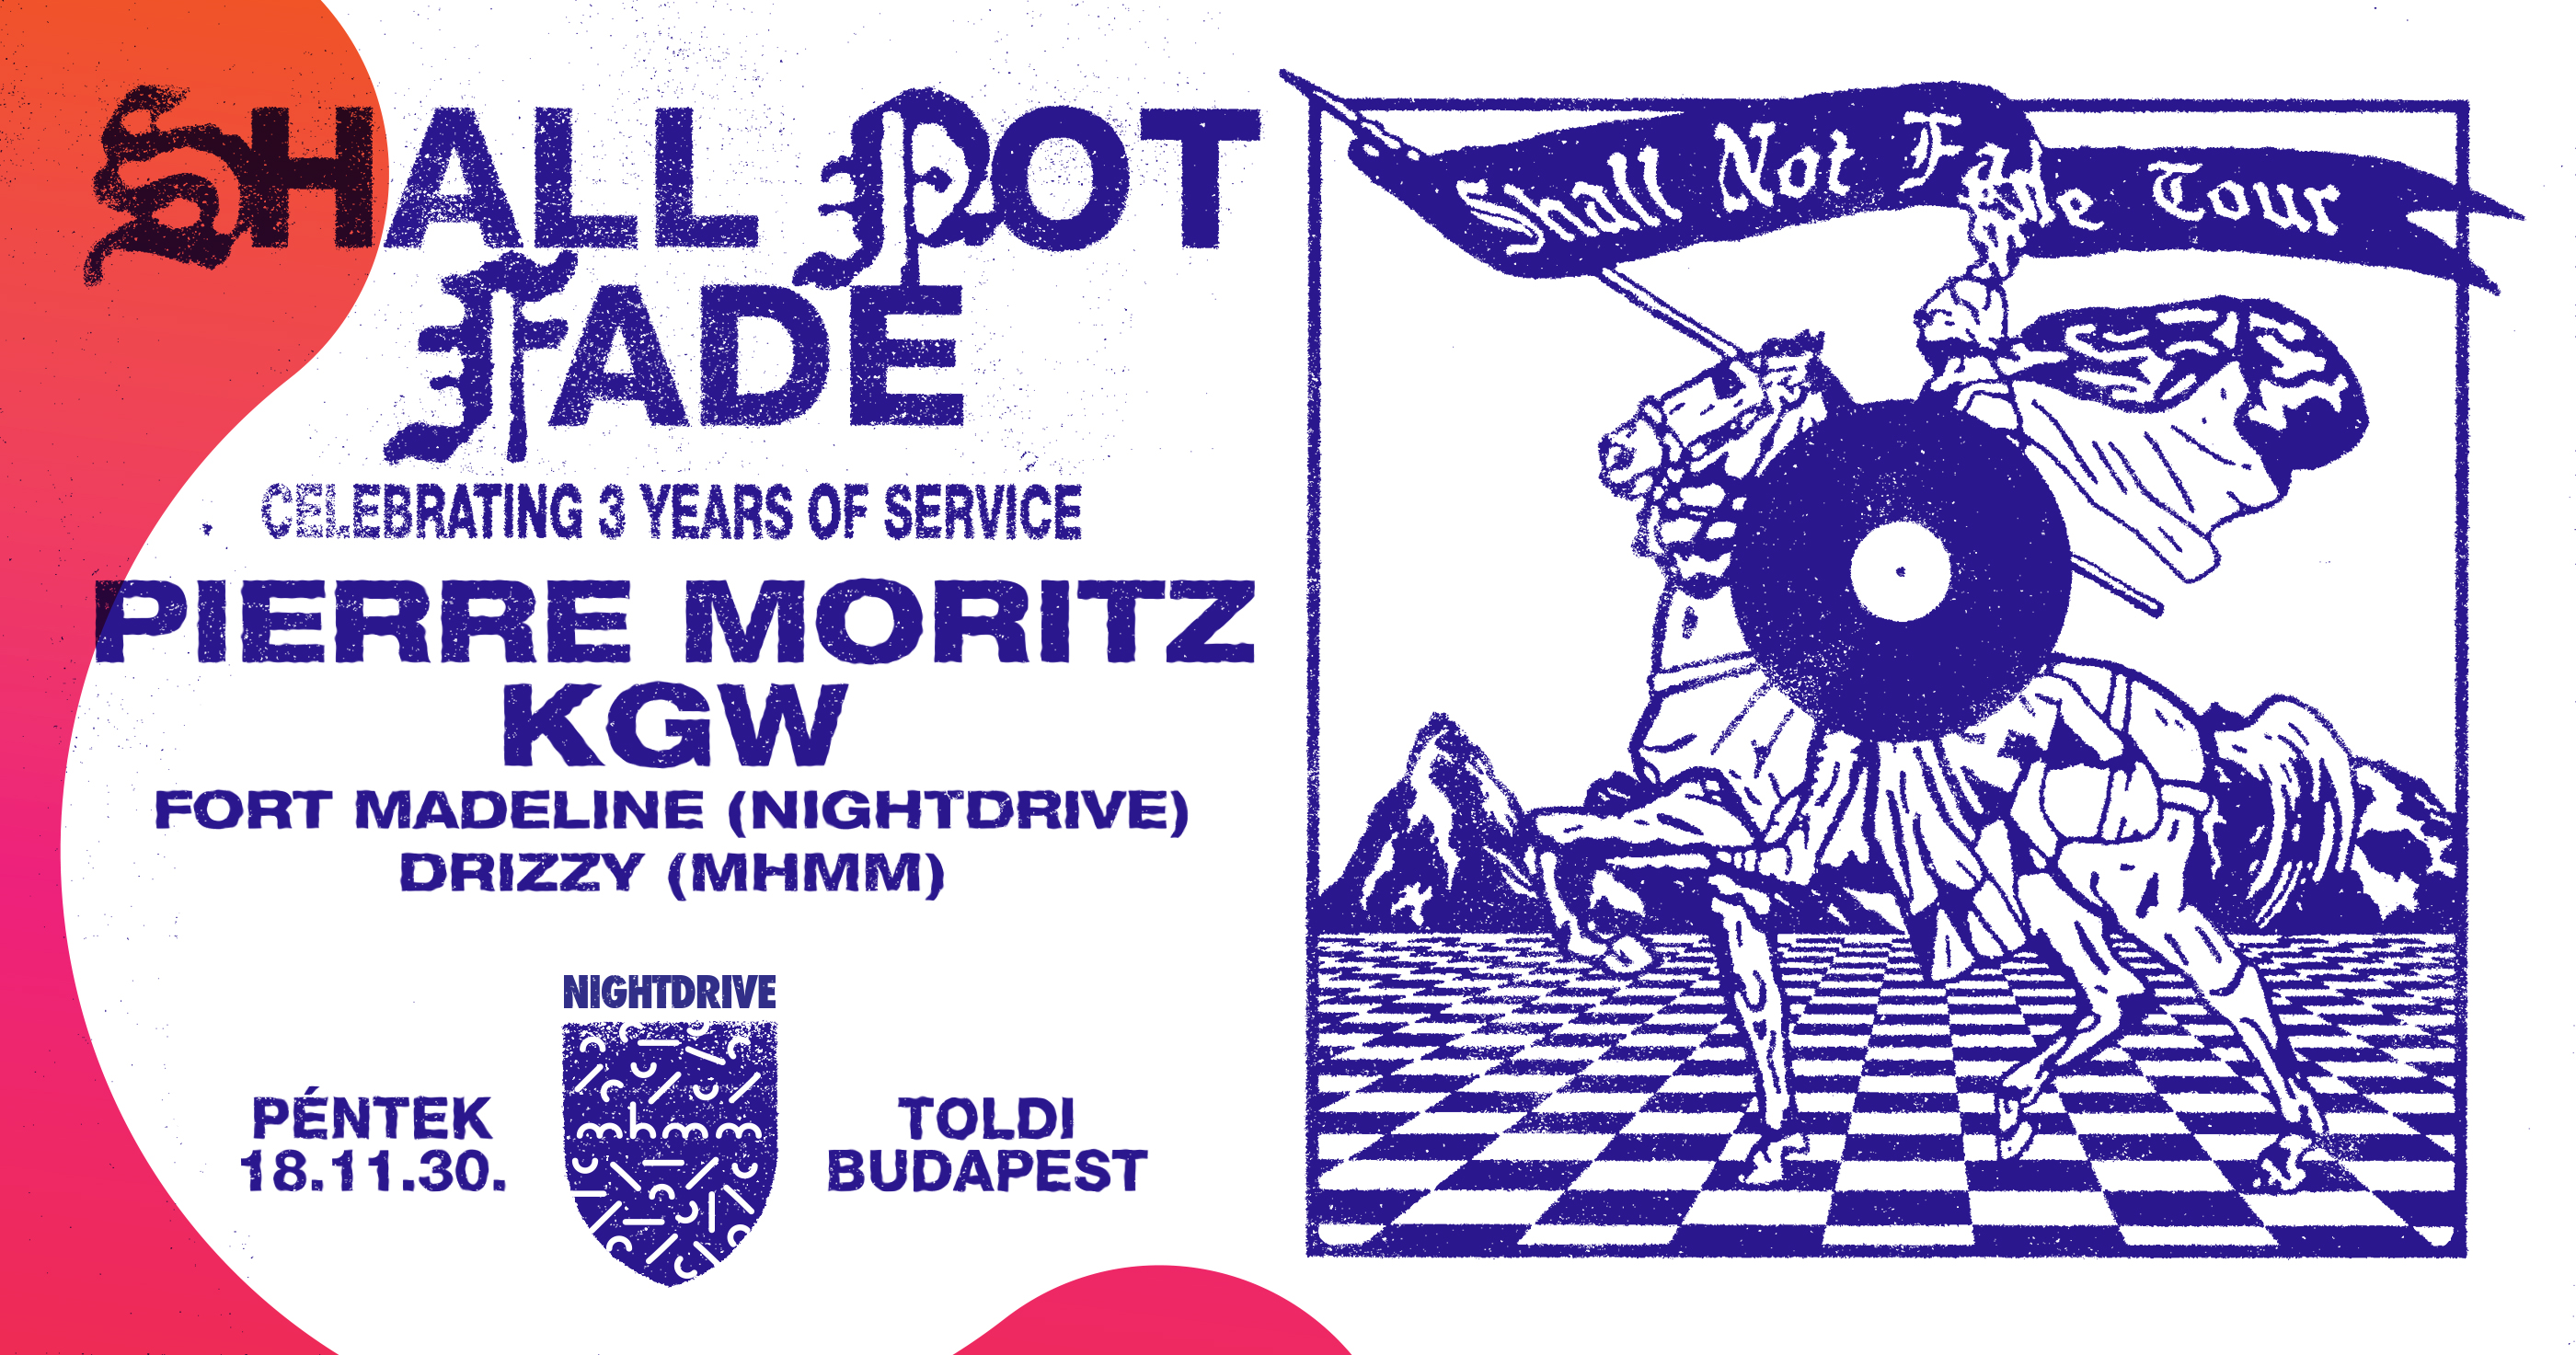 SHALL NOT
FADE
CELEBRATING 3 YEARS OF SERVICE
PIERRE MORITZ
KGW
FORT MADELINE (NIGHTDRIVE)
DRIZZY (MHMM)
NIGHTDRIVE
mhmm
PÉNTEK
18.11.30.
TOLDI
BUDAPEST
Shall Not Fade Tour